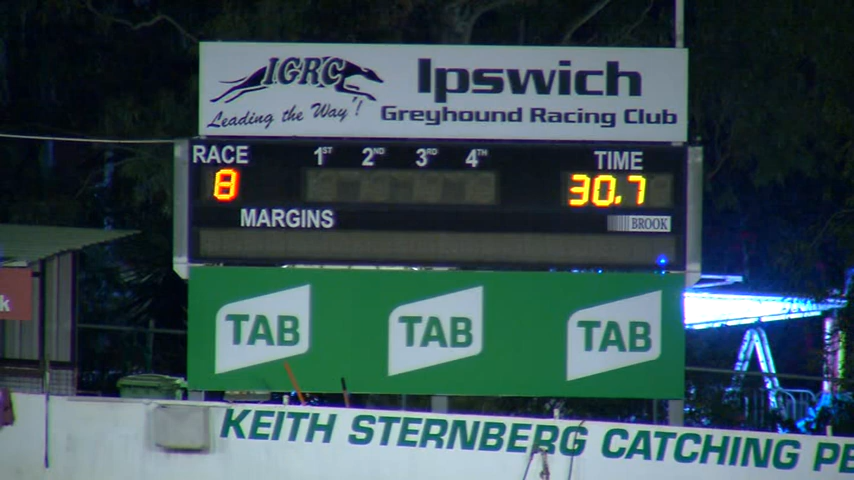 IGRC
Leading the Way'!
Ipswich
Greyhound Racing Club
RACE 1ST 2ND 3RD 4TH TIME
8 30.7
MARGINS BROOK
TAB TAB TAB
KEITH STERNBERG CATCHING PE